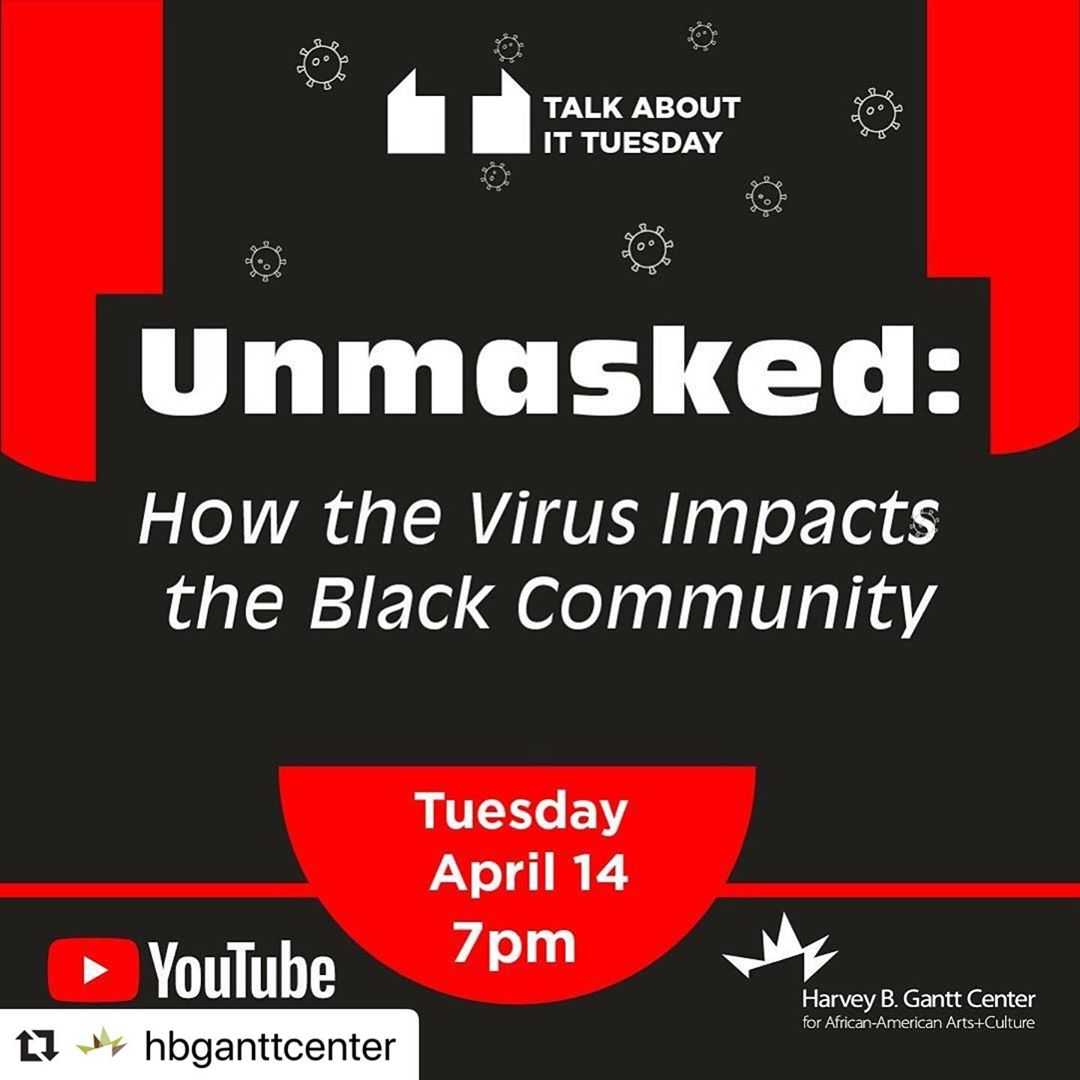 TALK ABOUT
IT TUESDAY
Unmasked:
How the Virus Impacts
the Black Community
Tuesday
April 14
7pm
YouTube
Harvey B. Gantt Center
for African-American Arts+Culture
hbganttcenter